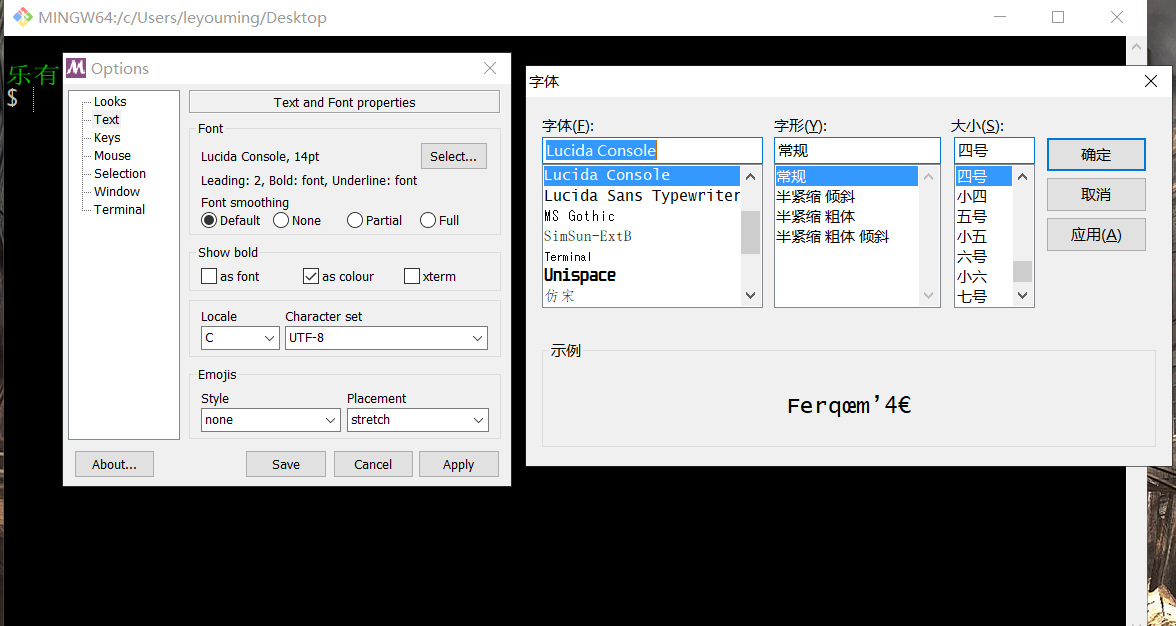 MINGW64:/c/Users/leyouming/Desktop
乐有
$
Options
Looks
Text
Keys
Mouse
Selection
Window
Terminal
Text and Font properties
Font
Lucida Console, 14pt
Select...
Leading: 2, Bold: font, Underline: font
Font smoothing
Default None Partial Full
Show bold
as font as colour xterm
Locale Character set
C UTF-8
Emojis
Style Placement
none stretch
About... Save Cancel Apply
字体
字体(F):
Lucida Console
Lucida Console
Lucida Sans Typewriter
MS Gothic
SimSun-ExtB
Terminal
Unispace
仿宋
字形(Y):
常规
常规
半紧缩 倾斜
半紧缩 粗体
半紧缩 粗体 倾斜
大小(S):
四号
四号
小四
五号
小五
六号
小六
七号
确定
取消
应用(A)
示例
Ferqœm’4€